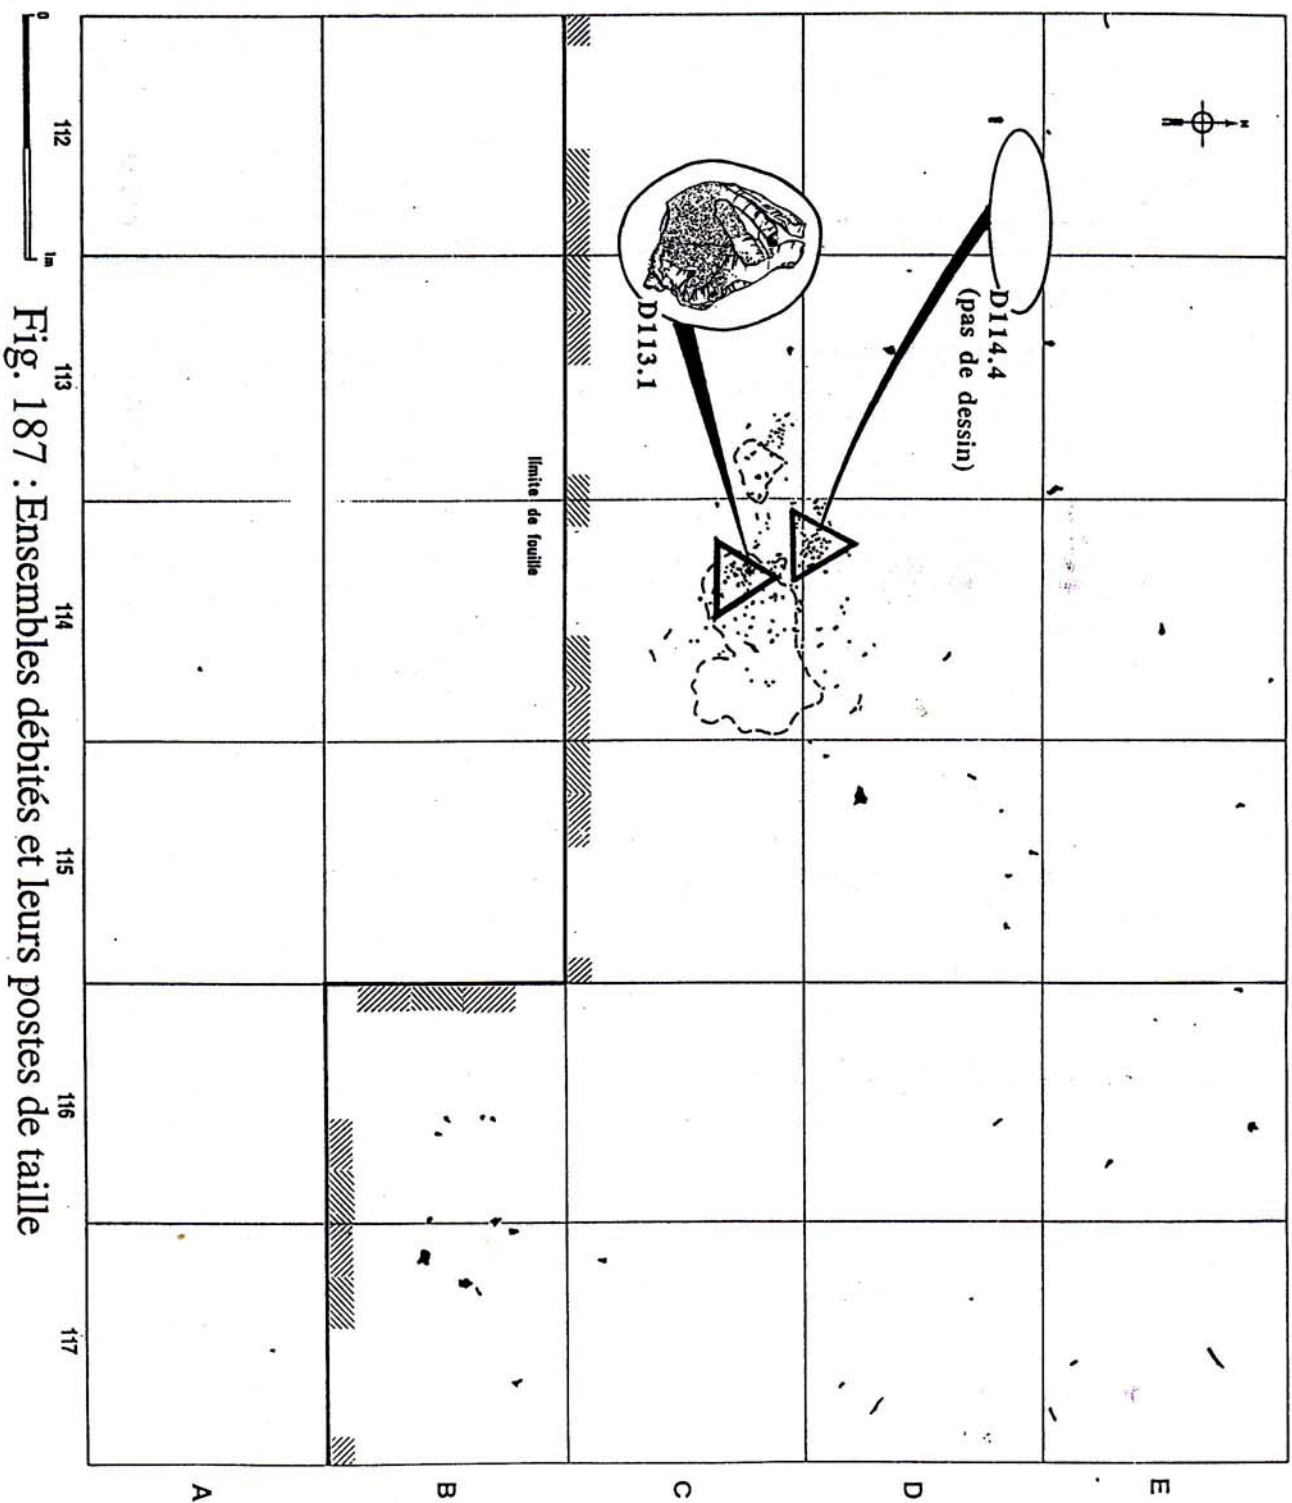 N
D114.4
(pas de dessin)
D113.1
limite de fouille
E
D
C
B
A
112
113
114
115
116
117
0
1m
Fig. 187 : Ensembles débités et leurs postes de taille